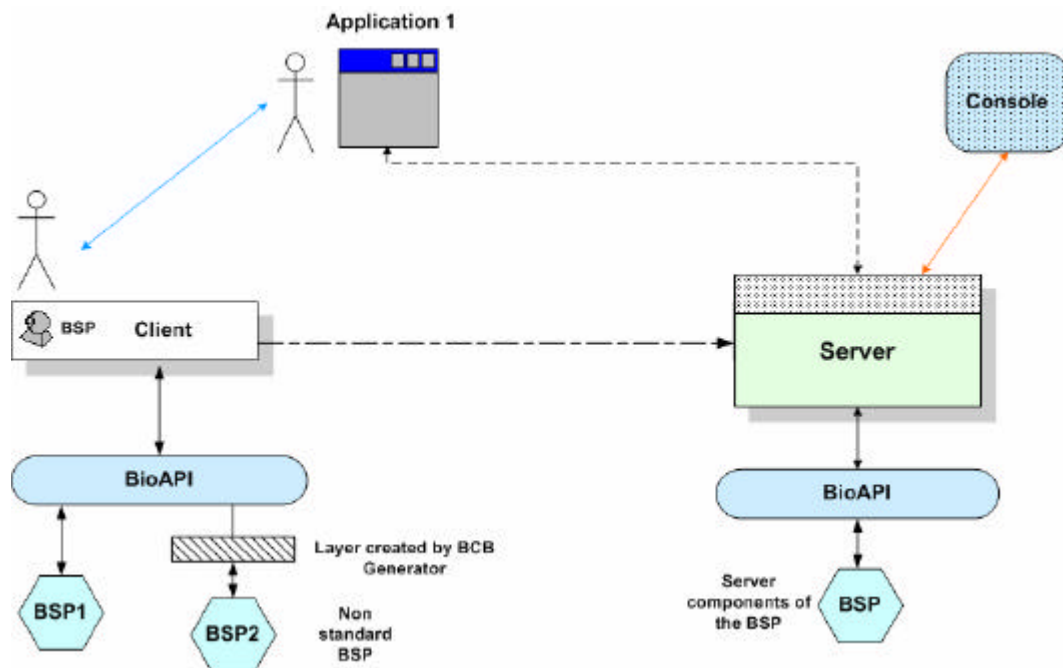 Application 1
Console
BSP Client
Server
BioAPI
BioAPI
Layer created by BCB
Generator
BSP1
BSP2
Non
standard
BSP
Server
components of
the BSP
BSP